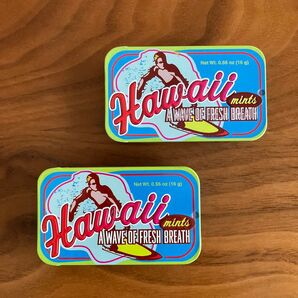 Net Wt. 0.56 oz (16 g)
Hawaii
mints
A WAVE OF FRESH BREATH
Net Wt. 0.56 oz (16 g)
Hawaii
mints
A WAVE OF FRESH BREATH